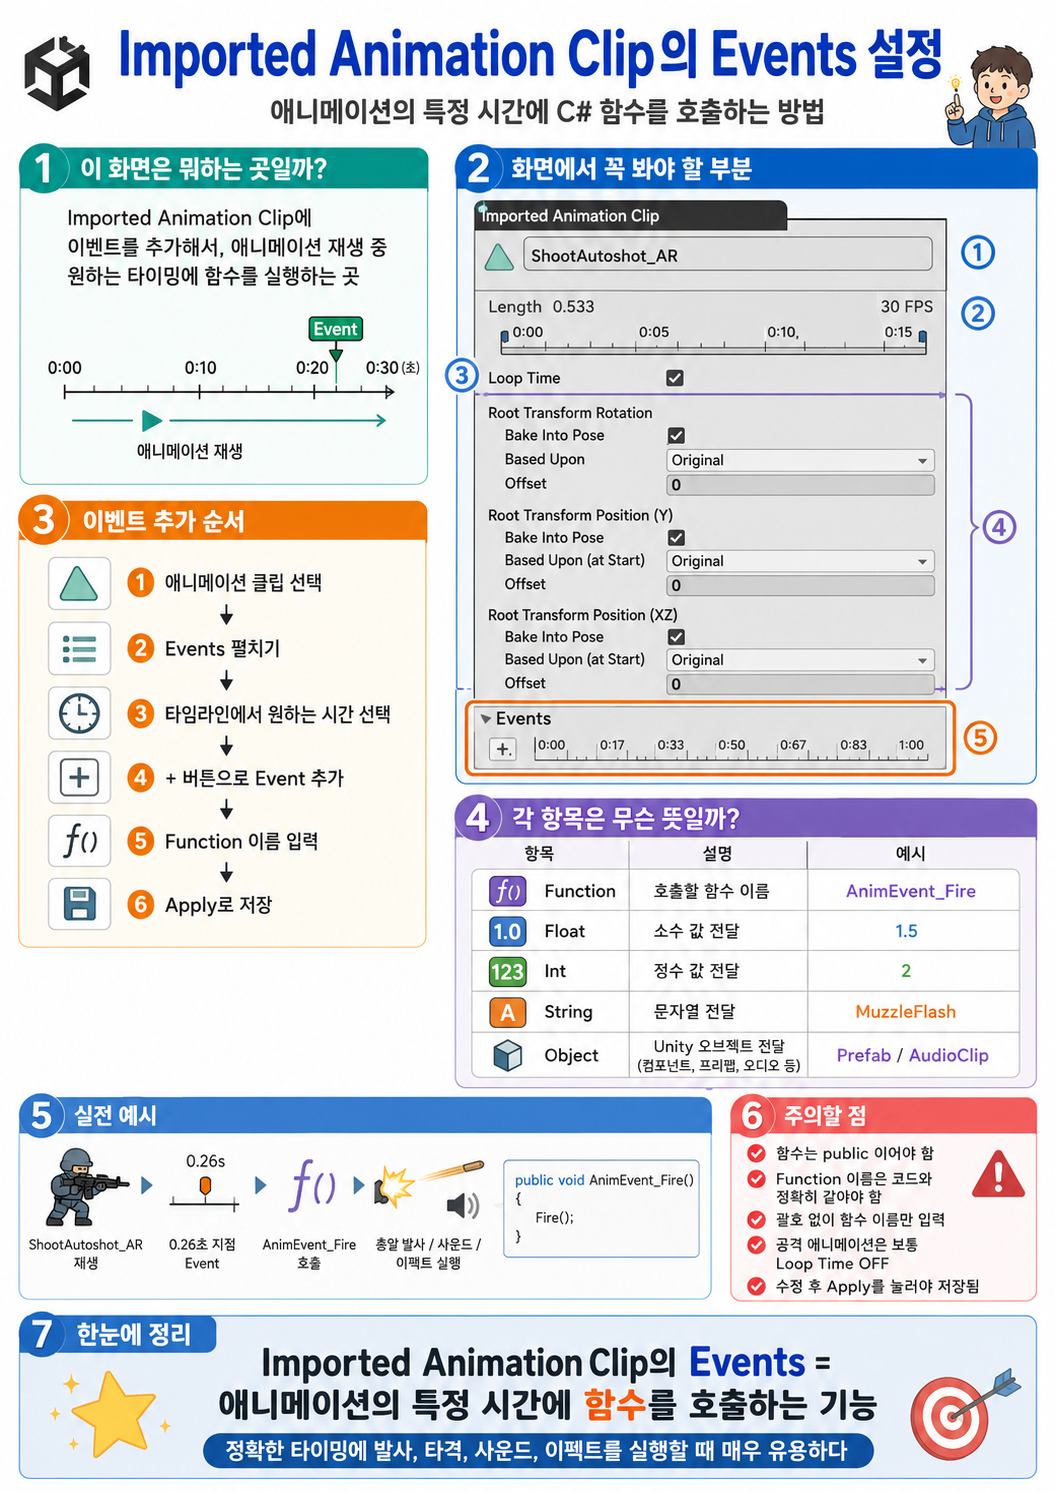 Imported Animation Clip의 Events 설정
애니메이션의 특정 시간에 C# 함수를 호출하는 방법
1 이 화면은 뭐하는 곳일까?
Imported Animation Clip에
이벤트를 추가해서, 애니메이션 재생 중
원하는 타이밍에 함수를 실행하는 곳
Event
0:00 0:10 0:20 0:30 (초)
애니메이션 재생
2 화면에서 꼭 봐야 할 부분
Imported Animation Clip
ShootAutoshot_AR
1
Length 0.533 30 FPS
2
0:00 0:05 0:10, 0:15
3 Loop Time
Root Transform Rotation
Bake Into Pose
Based Upon Original
Offset 0
Root Transform Position (Y)
4
Bake Into Pose
Based Upon (at Start) Original
Offset 0
Root Transform Position (XZ)
Bake Into Pose
Based Upon (at Start) Original
Offset 0
Events
5
+. 0:00 0:17 0:33 0:50 0:67 0:83 1:00
3 이벤트 추가 순서
1 애니메이션 클립 선택
2 Events 펼치기
3 타임라인에서 원하는 시간 선택
4 + 버튼으로 Event 추가
f() 5 Function 이름 입력
6 Apply로 저장
4 각 항목은 무슨 뜻일까?
항목 설명 예시
f() Function 호출할 함수 이름 AnimEvent_Fire
1.0 Float 소수 값 전달 1.5
123 Int 정수 값 전달 2
A String 문자열 전달 MuzzleFlash
Object Unity 오브젝트 전달 Prefab / AudioClip
(컴포넌트, 프리팹, 오디오 등)
5 실전 예시
0.26s
f()
ShootAutoshot_AR
재생
0.26초 지점
Event
AnimEvent_Fire
호출
총알 발사 / 사운드 /
이팩트 실행
public void AnimEvent_Fire()
{
Fire();
}
6 주의할 점
함수는 public 이어야 함
Function 이름은 코드와
정확히 같아야 함
괄호 없이 함수 이름만 입력
공격 애니메이션은 보통
Loop Time OFF
수정 후 Apply를 눌러야 저장됨
7 한눈에 정리
Imported Animation Clip의 Events =
애니메이션의 특정 시간에 함수를 호출하는 기능
정확한 타이밍에 발사, 타격, 사운드, 이펙트를 실행할 때 매우 유용하다